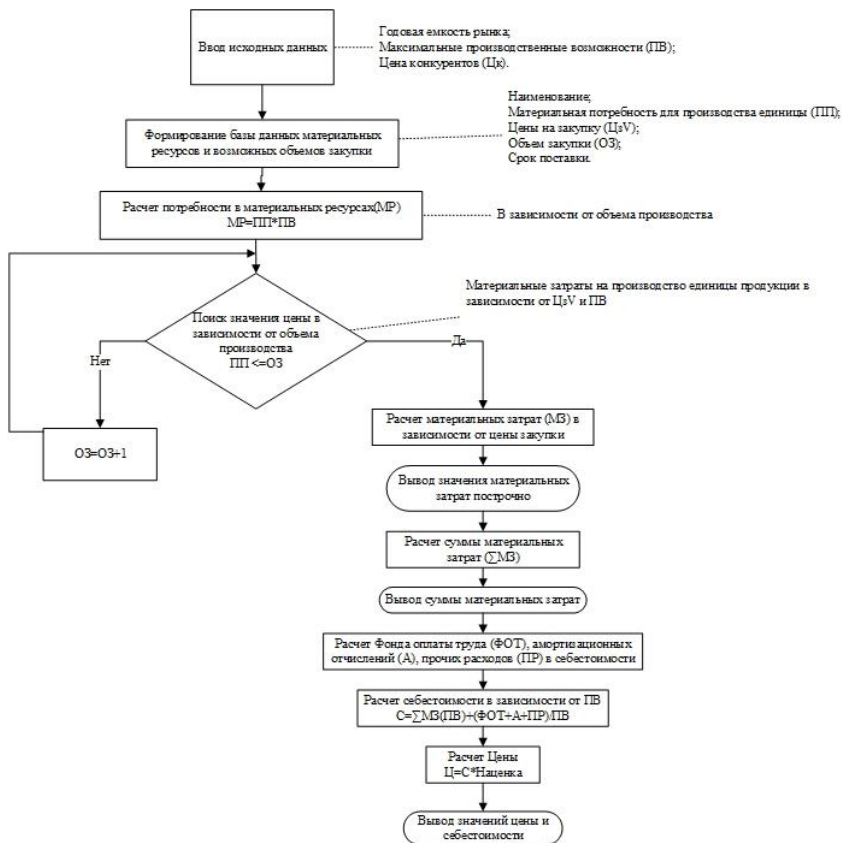 Ввод исходных данных
Годовая емкость рынка;
Максимальные производственные возможности (ПВ);
Цена конкурентов (Цк).
Формирование базы данных материальных
ресурсов и возможных объемов закупки
Наименование;
Материальная потребность для производства единицы (ПП);
Цены на закупку (ЦзV);
Объем закупки (ОЗ);
Срок поставки.
Расчет потребности в материальных ресурсах(МР)
МР=ПП*ПВ
В зависимости от объема производства
Поиск значения цены в
зависимости от объема
производства
ПП <=ОЗ
Материальные затраты на производство единицы продукции в
зависимости от ЦзV и ПВ
Нет
Да
ОЗ=ОЗ+1
Расчет материальных затрат (МЗ) в
зависимости от цены закупки
Вывод значения материальных
затрат построчно
Расчет суммы материальных
затрат (∑МЗ)
Вывод суммы материальных затрат
Расчет Фонда оплаты труда (ФОТ), амортизационных
отчислений (А), прочих расходов (ПР) в себестоимости
Расчет себестоимости в зависимости от ПВ
С=∑МЗ(ПВ)+(ФОТ+А+ПР)/ПВ
Расчет Цены
Ц=С*Наценка
Вывод значений цены и
себестоимости